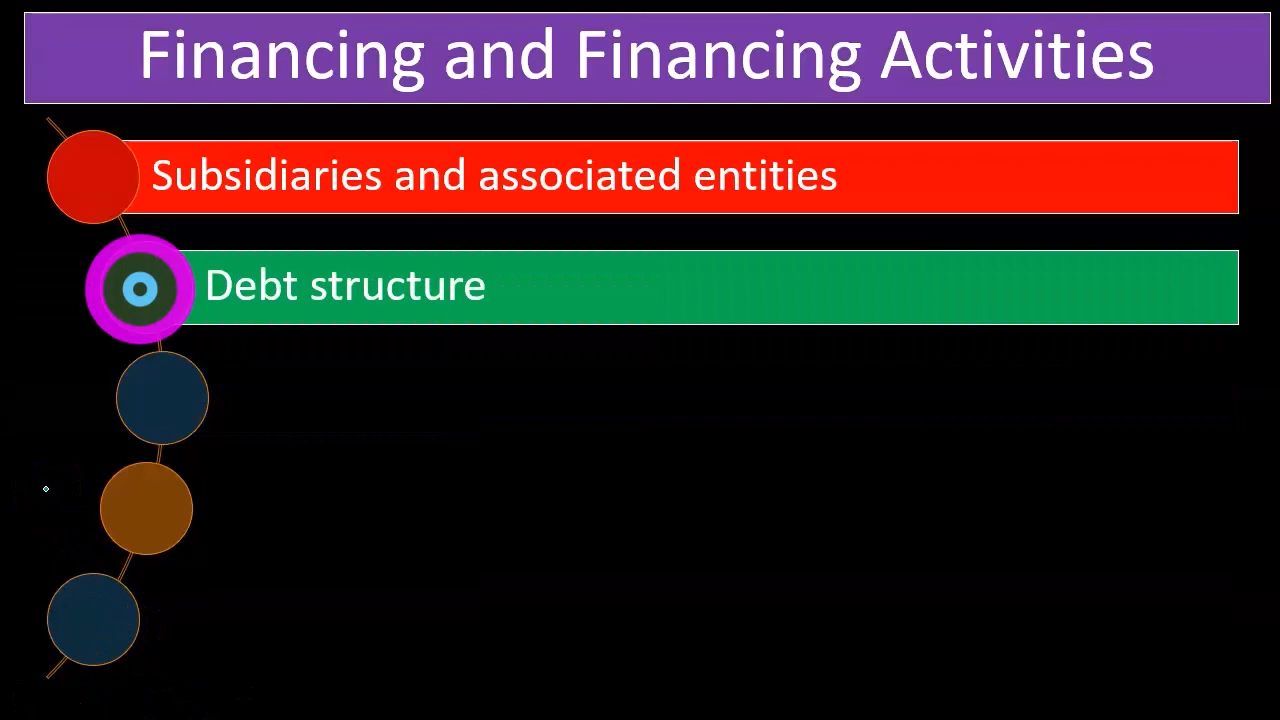 Financing and Financing Activities
Subsidiaries and associated entities
Debt structure